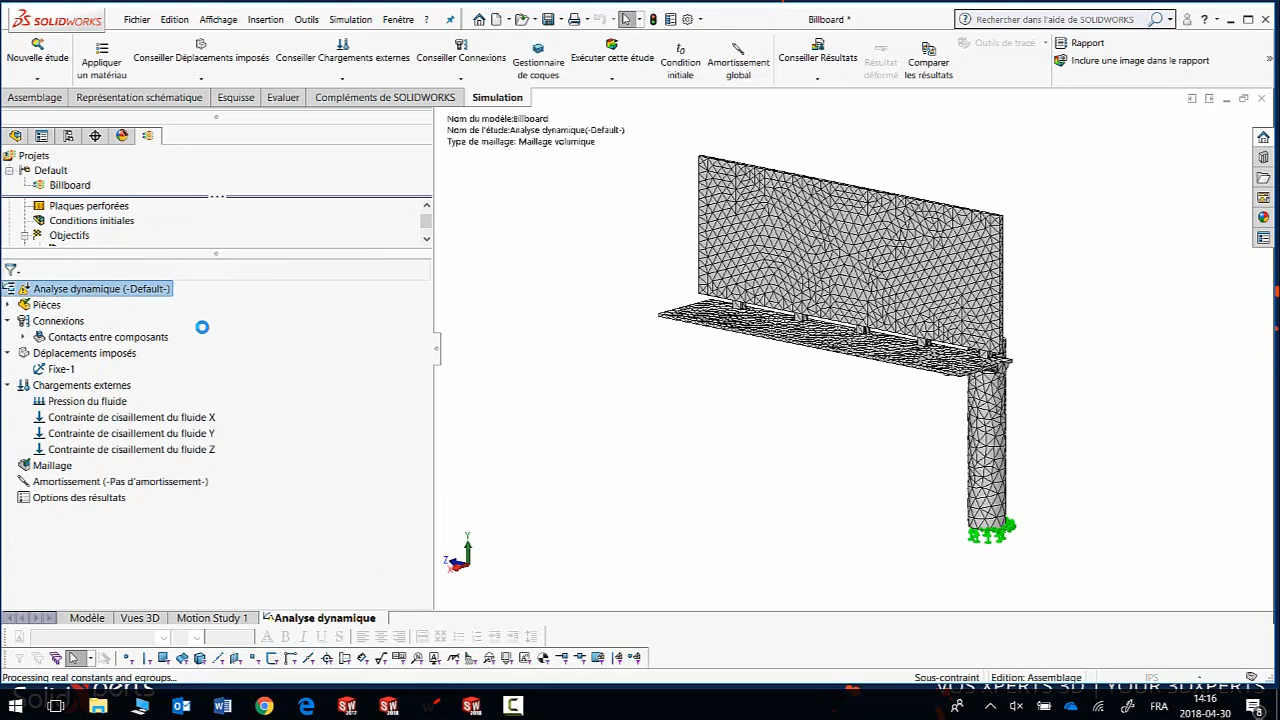 SOLIDWORKS Fichier Edition Affichage Insertion Outils Simulation Fenêtre ? Billboard * Rechercher dans l'aide de SOLIDWORKS ?
Nouvelle étude
Appliquer un matériau
Conseiller Déplacements imposés
Conseiller Chargements externes
Conseiller Connexions
Gestionnaire de coques
Exécuter cette étude
Condition initiale
Amortissement global
Conseiller Résultats
Résultat déformé
Comparer les résultats
Outils de tracé
Rapport
Inclure une image dans le rapport
Assemblage Représentation schématique Esquisse Evaluer Compléments de SOLIDWORKS Simulation
Nom du modèle:Billboard
Nom de l'étude:Analyse dynamique(-Default-)
Type de maillage: Maillage volumique
Projets
Default
Billboard
Plaques perforées
Conditions initiales
Objectifs
Analyse dynamique (-Default-)
Pièces
Connexions
Contacts entre composants
Déplacements imposés
Fixe-1
Chargements externes
Pression du fluide
Contrainte de cisaillement du fluide X
Contrainte de cisaillement du fluide Y
Contrainte de cisaillement du fluide Z
Maillage
Amortissement (-Pas d'amortissement-)
Options des résultats
Y
Z
X
Modèle Vues 3D Motion Study 1 Analyse dynamique
A B I U S
Processing real constants and egroups... Sous-contraint Edition: Assemblage IPS
SolidXperts VOS XPERTS 3D | YOUR 3DXPERTS
FRA 14:16
2018-04-30 8